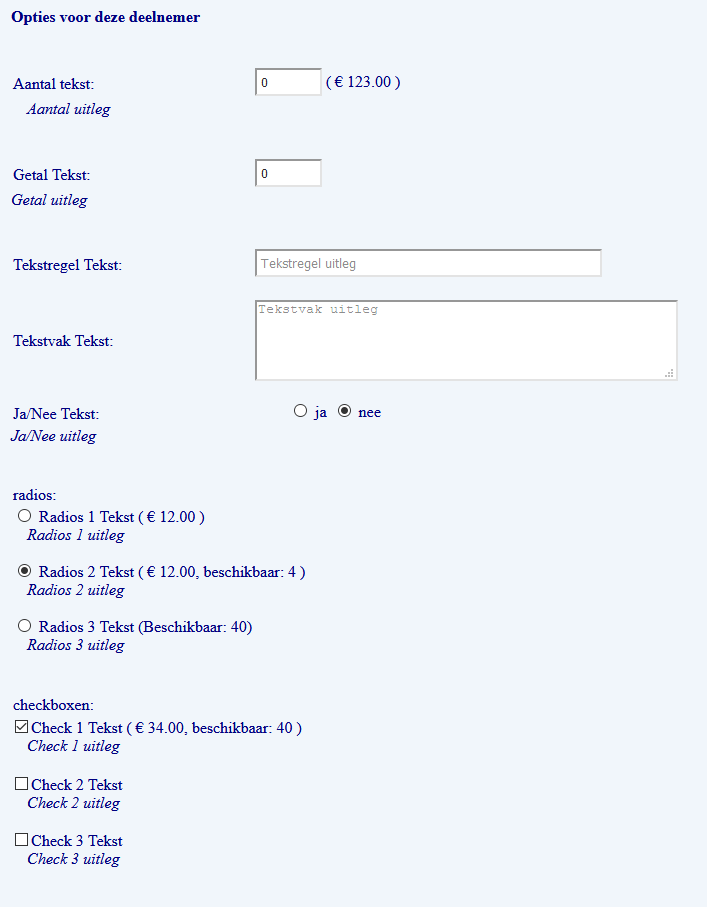 Opties voor deze deelnemer
Aantal tekst: 0 ( € 123.00 )
Aantal uitleg
Getal Tekst: 0
Getal uitleg
Tekstregel Tekst: Tekstregel uitleg
Tekstvak uitleg
Tekstvak Tekst:
Ja/Nee Tekst: ja nee
Ja/Nee uitleg
radios:
Radios 1 Tekst ( € 12.00 )
Radios 1 uitleg
Radios 2 Tekst ( € 12.00, beschikbaar: 4 )
Radios 2 uitleg
Radios 3 Tekst (Beschikbaar: 40)
Radios 3 uitleg
checkboxen:
Check 1 Tekst ( € 34.00, beschikbaar: 40 )
Check 1 uitleg
Check 2 Tekst
Check 2 uitleg
Check 3 Tekst
Check 3 uitleg